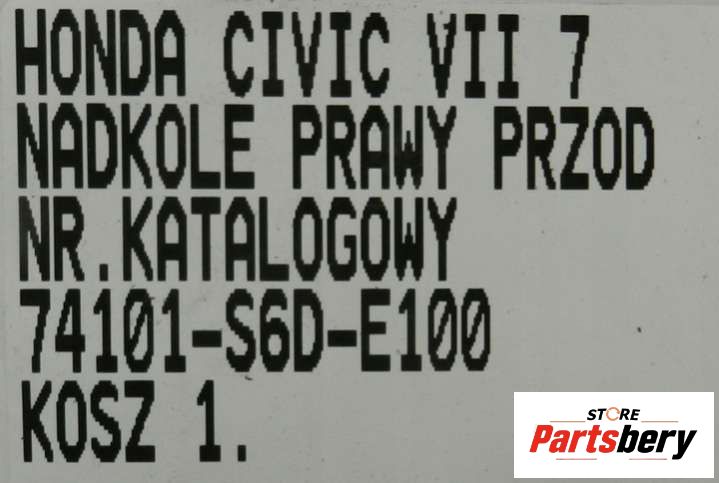 HONDA CIVIC VII 7
NADKOLE PRAWY PRZOD
NR.KATALOGOWY
74101-S6D-E100
KOSZ 1.
STORE
Partsbery